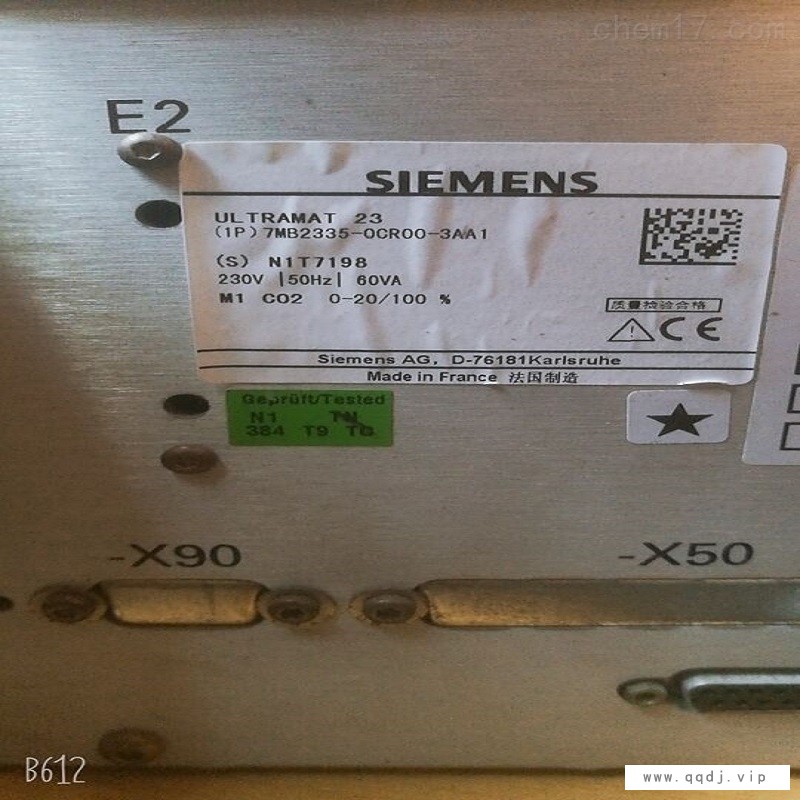 chem17.com
E2
SIEMENS
ULTRAMAT 23
(1P) 7MB2335-0CR00-3AA1
(S) N1T7198
230V |50Hz| 60VA
M1 CO2 0-20/100 %
质量检验合格
CE
Siemens AG, D-76181Karlsruhe
Made in France 法国制造
Geprüft/Tested
N1 TN
384 T9 TG
-X90
-X50
B612
www.qqdj.vip